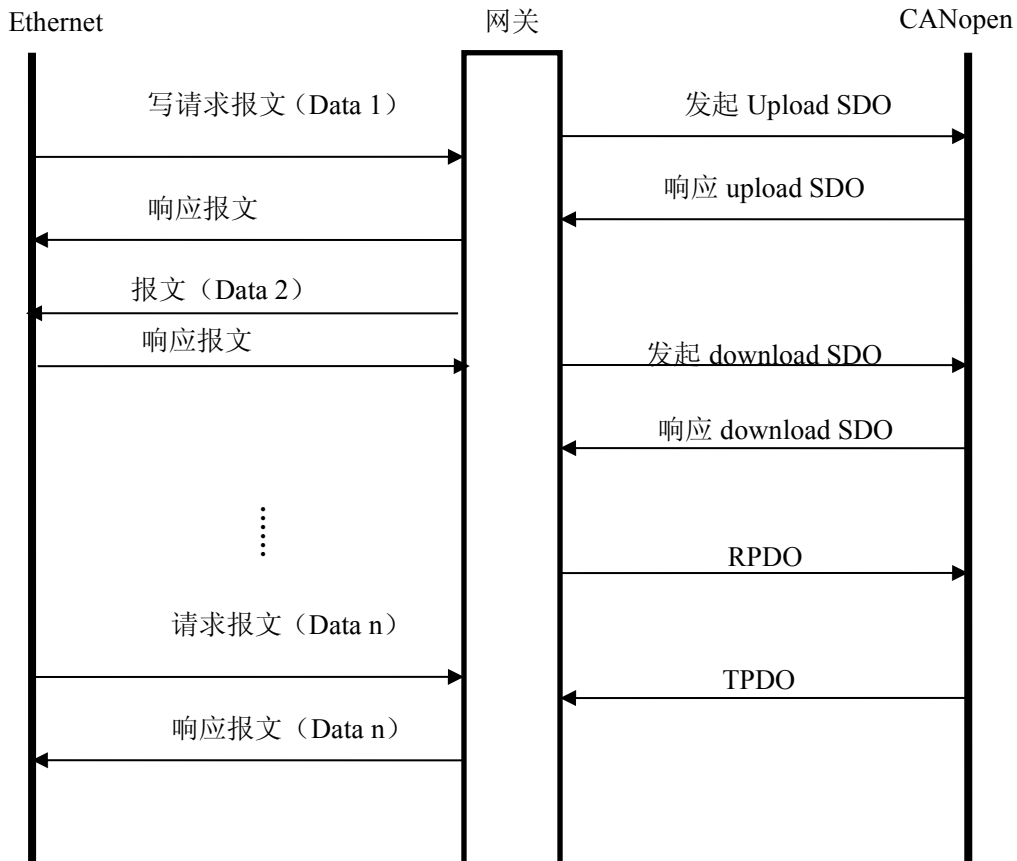 Ethernet
网关
CANopen
写请求报文（Data 1）
发起 Upload SDO
响应 upload SDO
响应报文
报文（Data 2）
响应报文
发起 download SDO
响应 download SDO
RPDO
请求报文（Data n）
TPDO
响应报文（Data n）